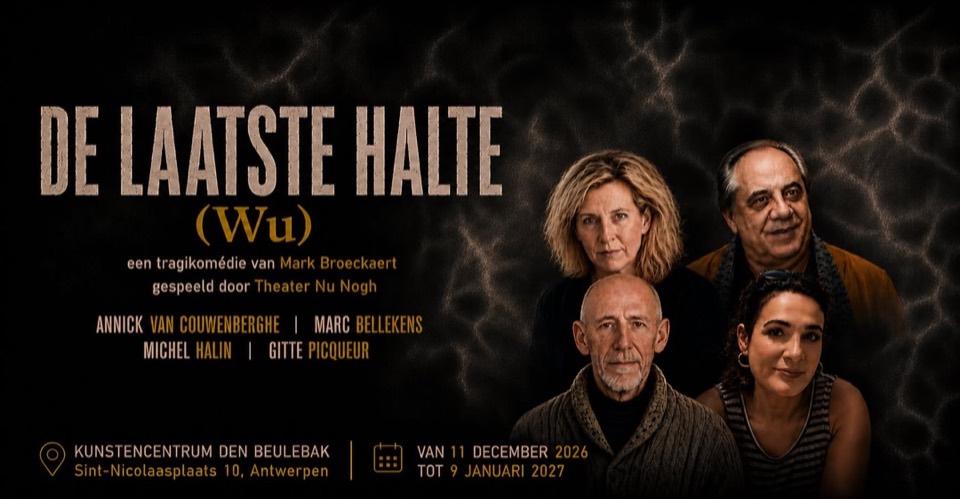 DE LAATSTE HALTE
(Wu)
een tragikomédie van Mark Broeckaert
gespeeld door Theater Nu Nogh
ANNICK VAN COUWENBERGHE | MARC BELLEKENS
MICHEL HALIN | GITTE PICQUEUR
KUNSTENCENTRUM DEN BEULEBAK
Sint-Nicolaasplaats 10, Antwerpen
VAN 11 DECEMBER 2026
TOT 9 JANUARI 2027